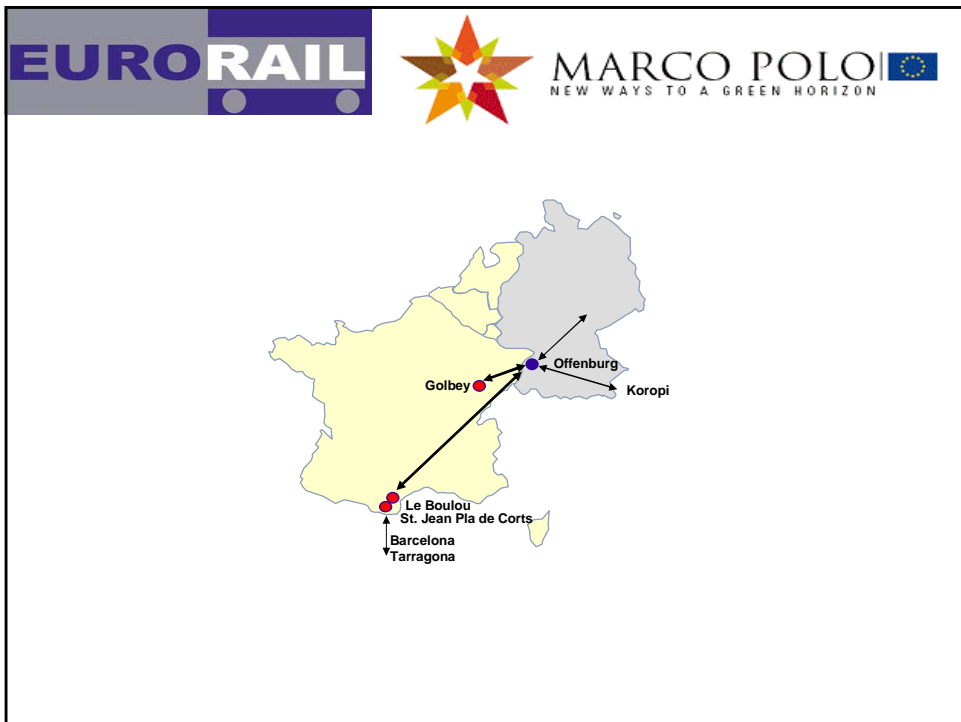 EURORAIL
MARCO POLO
NEW WAYS TO A GREEN HORIZON
Offenburg
Golbey
Koropi
Le Boulou
St. Jean Pla de Corts
Barcelona
Tarragona